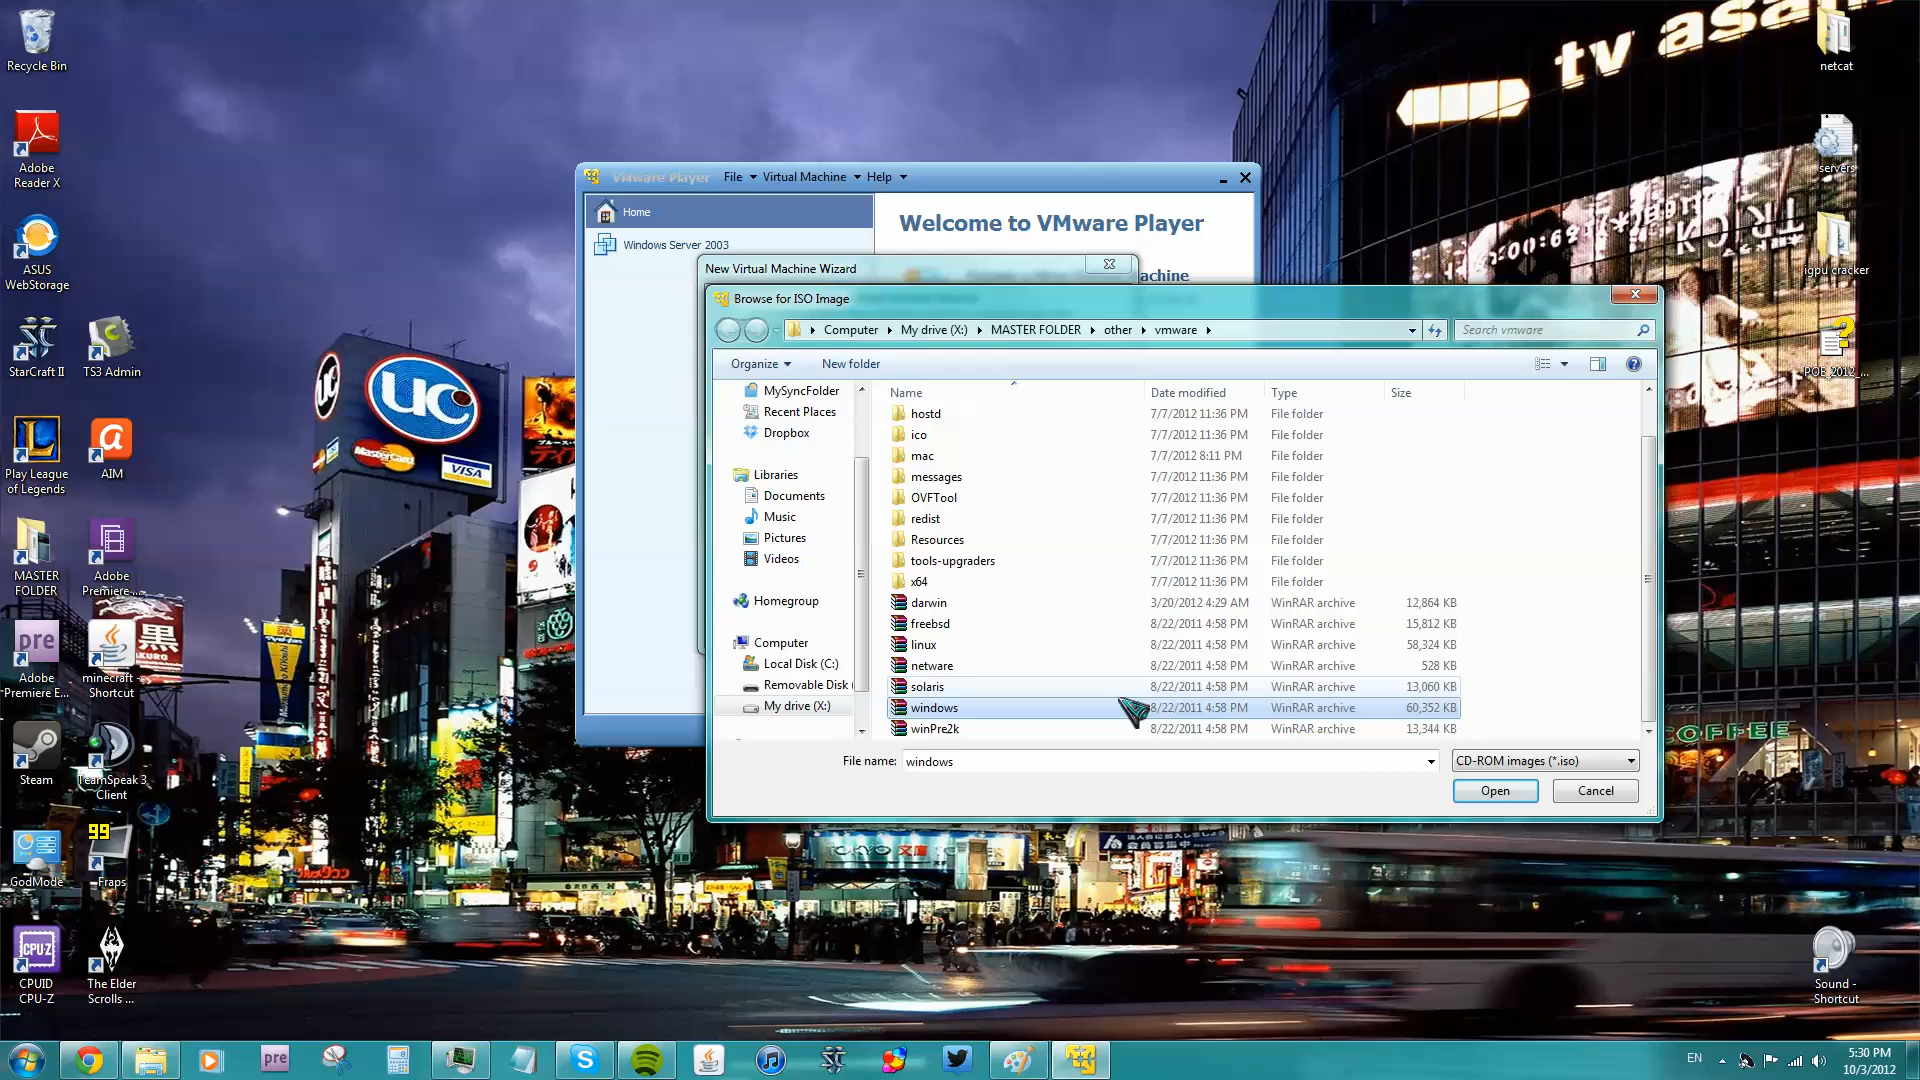 Recycle Bin
Adobe
Reader X
ASUS
WebStorage
StarCraft II
TS3 Admin
Play League
of Legends
AIM
MASTER
FOLDER
Adobe
Premiere ...
Adobe
Premiere E...
minecraft -
Shortcut
Steam
TeamSpeak 3
Client
GodMode
99
Fraps
CPUID
CPU-Z
The Elder
Scrolls ...
netcat
servers
igpu cracker
POE_2012_...
Sound -
Shortcut
tv asah
UC
UC
MasterCard
VISA
黒
COFFEE
VMware Player
File
Virtual Machine
Help
Home
Windows Server 2003
Welcome to VMware Player
achine
New Virtual Machine Wizard
Browse for ISO Image
Computer
My drive (X:)
MASTER FOLDER
other
vmware
Search vmware
Organize
New folder
MySyncFolder
Recent Places
Dropbox
Libraries
Documents
Music
Pictures
Videos
Homegroup
Computer
Local Disk (C:)
Removable Disk (
My drive (X:)
Name Date modified Type Size
hostd 7/7/2012 11:36 PM File folder
ico 7/7/2012 11:36 PM File folder
mac 7/7/2012 8:11 PM File folder
messages 7/7/2012 11:36 PM File folder
OVFTool 7/7/2012 11:36 PM File folder
redist 7/7/2012 11:36 PM File folder
Resources 7/7/2012 11:36 PM File folder
tools-upgraders 7/7/2012 11:36 PM File folder
x64 7/7/2012 11:36 PM File folder
darwin 3/20/2012 4:29 AM WinRAR archive 12,864 KB
freebsd 8/22/2011 4:58 PM WinRAR archive 15,812 KB
linux 8/22/2011 4:58 PM WinRAR archive 58,324 KB
netware 8/22/2011 4:58 PM WinRAR archive 528 KB
solaris 8/22/2011 4:58 PM WinRAR archive 13,060 KB
windows 8/22/2011 4:58 PM WinRAR archive 60,352 KB
winPre2k 8/22/2011 4:58 PM WinRAR archive 13,344 KB
File name: windows
CD-ROM images (*.iso)
Open
Cancel
EN
5:30 PM
10/3/2012